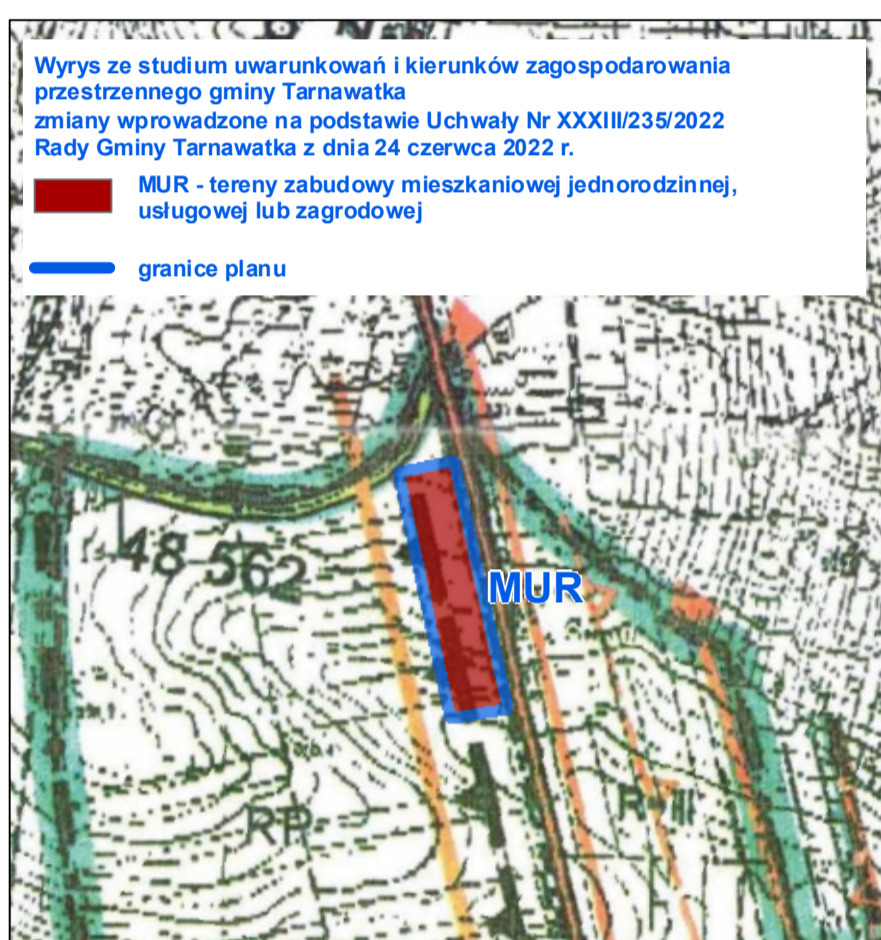 Wyrys ze studium uwarunkowań i kierunków zagospodarowania
przestrzennego gminy Tarnawatka
zmiany wprowadzone na podstawie Uchwały Nr XXXIII/235/2022
Rady Gminy Tarnawatka z dnia 24 czerwca 2022 r.
MUR - tereny zabudowy mieszkaniowej jednorodzinnej,
usługowej lub zagrodowej
granice planu
48 562
MUR
RP